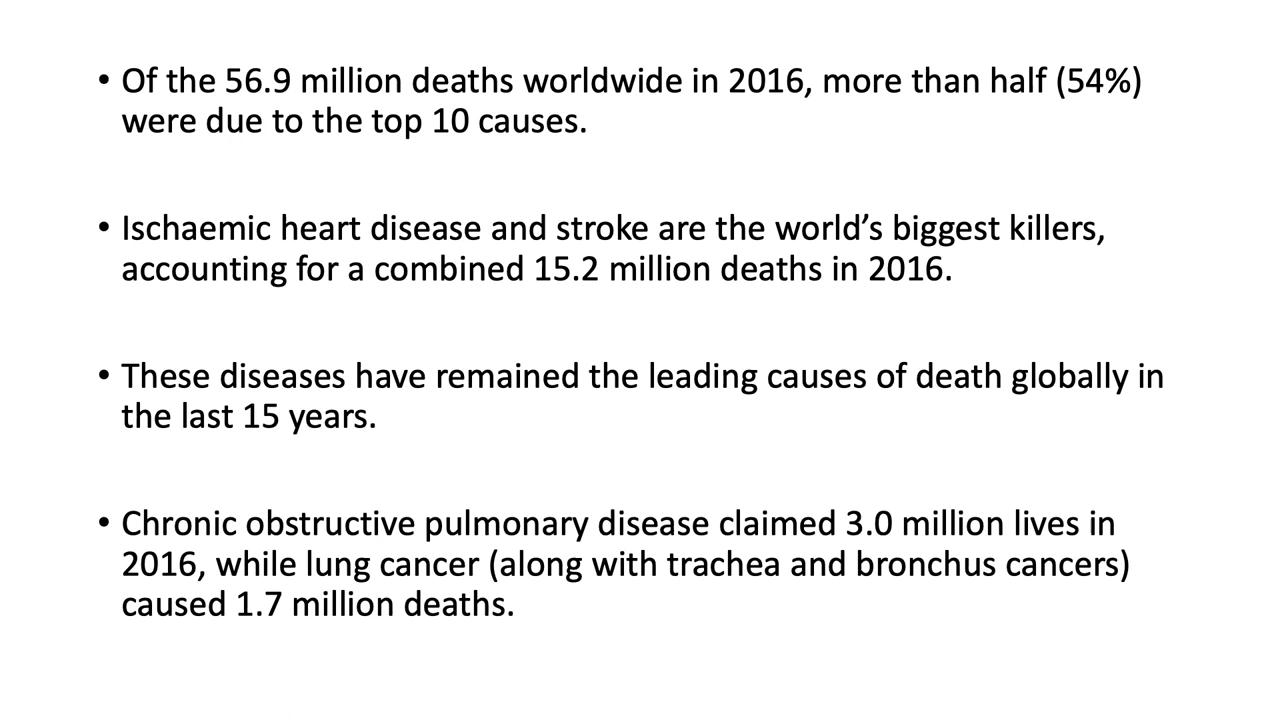 • Of the 56.9 million deaths worldwide in 2016, more than half (54%)
were due to the top 10 causes.
• Ischaemic heart disease and stroke are the world’s biggest killers,
accounting for a combined 15.2 million deaths in 2016.
• These diseases have remained the leading causes of death globally in
the last 15 years.
• Chronic obstructive pulmonary disease claimed 3.0 million lives in
2016, while lung cancer (along with trachea and bronchus cancers)
caused 1.7 million deaths.